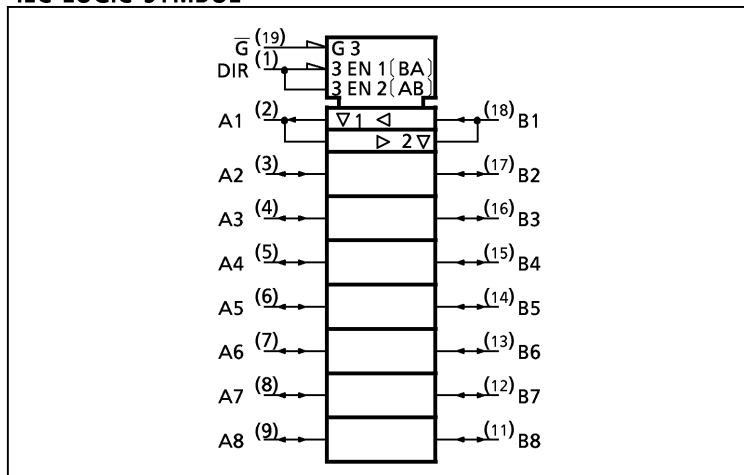 IEC LOGIC SYMBOL
G̅ (19) G 3
DIR (1) 3 EN 1 [BA]
3 EN 2 [AB]
A1 (2) ▽ 1 ◁ (18) B1
▷ 2 ▽
A2 (3) (17) B2
A3 (4) (16) B3
A4 (5) (15) B4
A5 (6) (14) B5
A6 (7) (13) B6
A7 (8) (12) B7
A8 (9) (11) B8